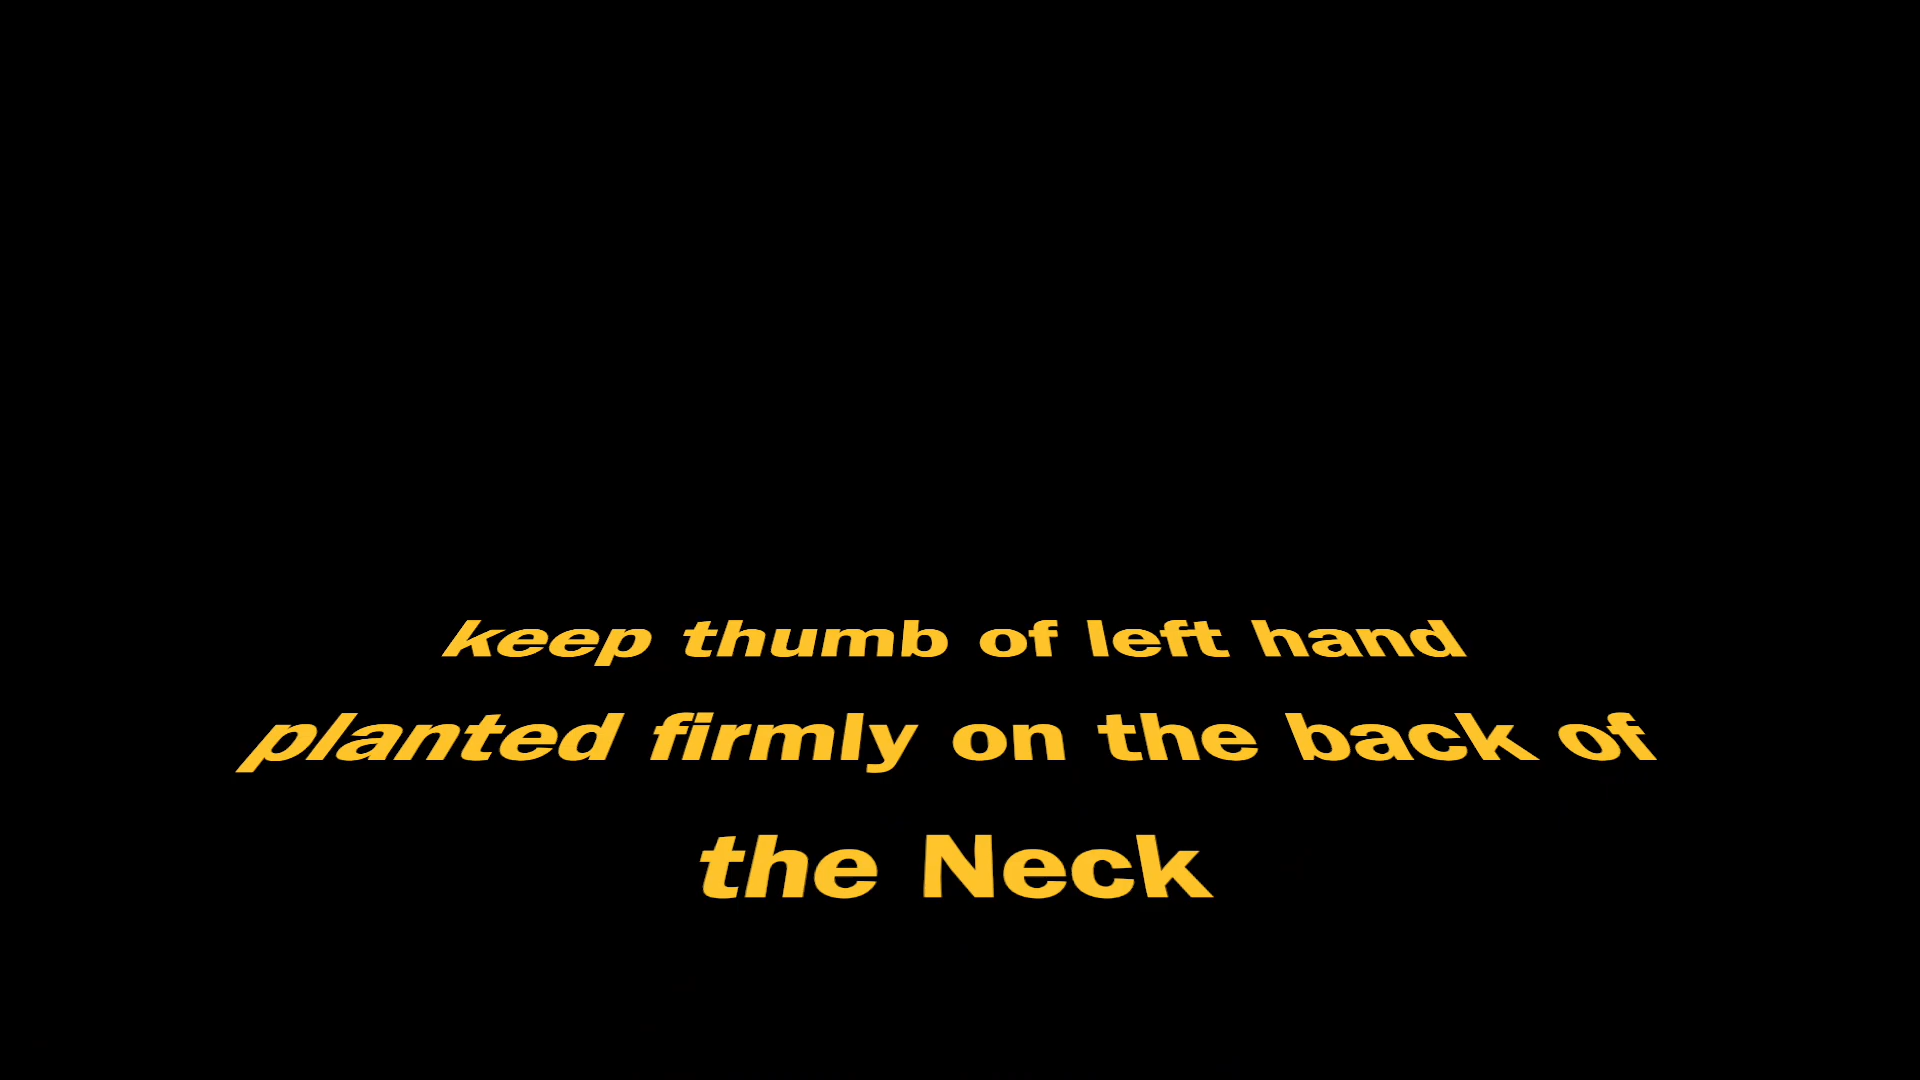 keep thumb of left hand
planted firmly on the back of
the Neck